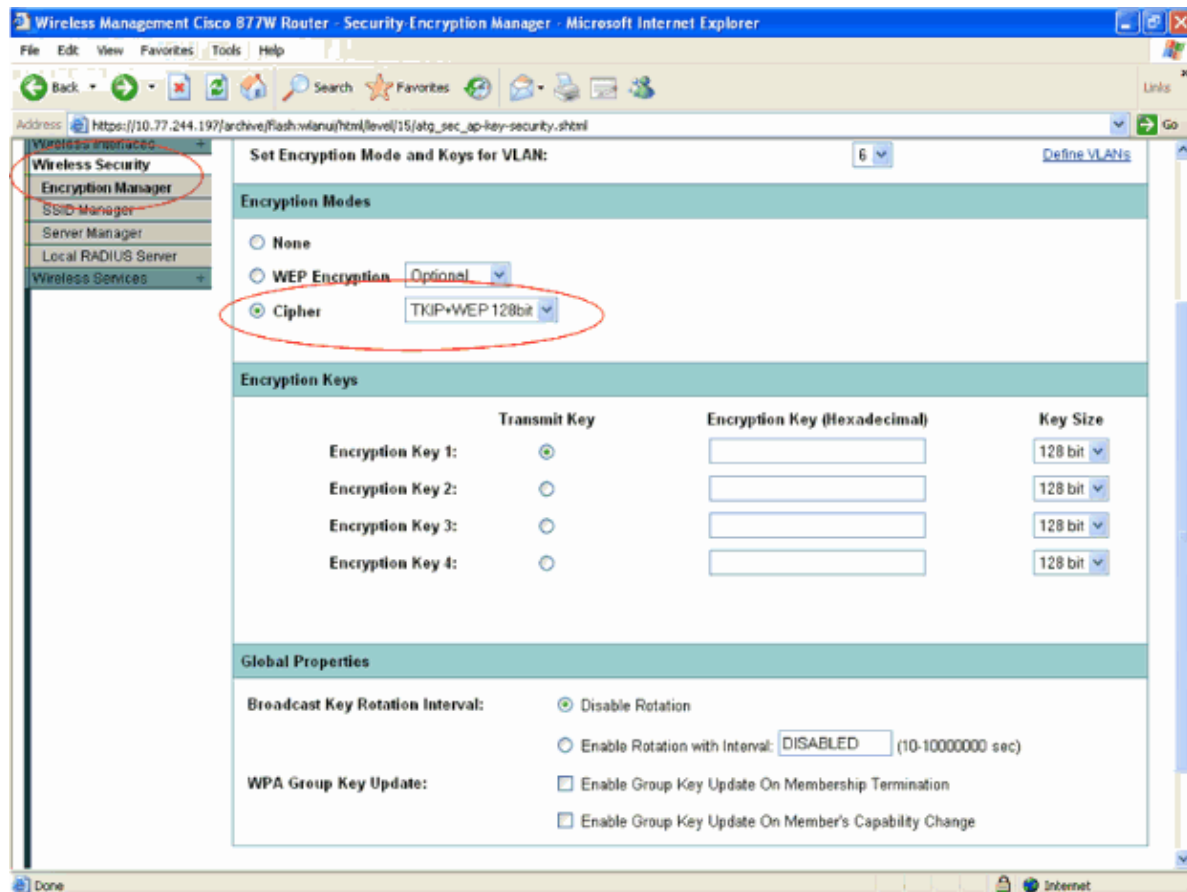 Wireless Management Cisco 877W Router - Security-Encryption Manager - Microsoft Internet Explorer
File Edit View Favorites Tools Help
Back Search Favorites Links
Address https://10.77.244.197/archive/flash:wlanui/html/level/15/atg_sec_ap-key-security.shtml Go
Wireless Interfaces +
Wireless Security
Encryption Manager
SSID Manager
Server Manager
Local RADIUS Server
Wireless Services +
Set Encryption Mode and Keys for VLAN: 6 Define VLANs
Encryption Modes
None
WEP Encryption Optional
Cipher TKIP+WEP 128bit
Encryption Keys
Transmit Key Encryption Key (Hexadecimal) Key Size
Encryption Key 1: 128 bit
Encryption Key 2: 128 bit
Encryption Key 3: 128 bit
Encryption Key 4: 128 bit
Global Properties
Broadcast Key Rotation Interval: Disable Rotation
Enable Rotation with Interval: DISABLED (10-10000000 sec)
WPA Group Key Update: Enable Group Key Update On Membership Termination
Enable Group Key Update On Member's Capability Change
Done Internet